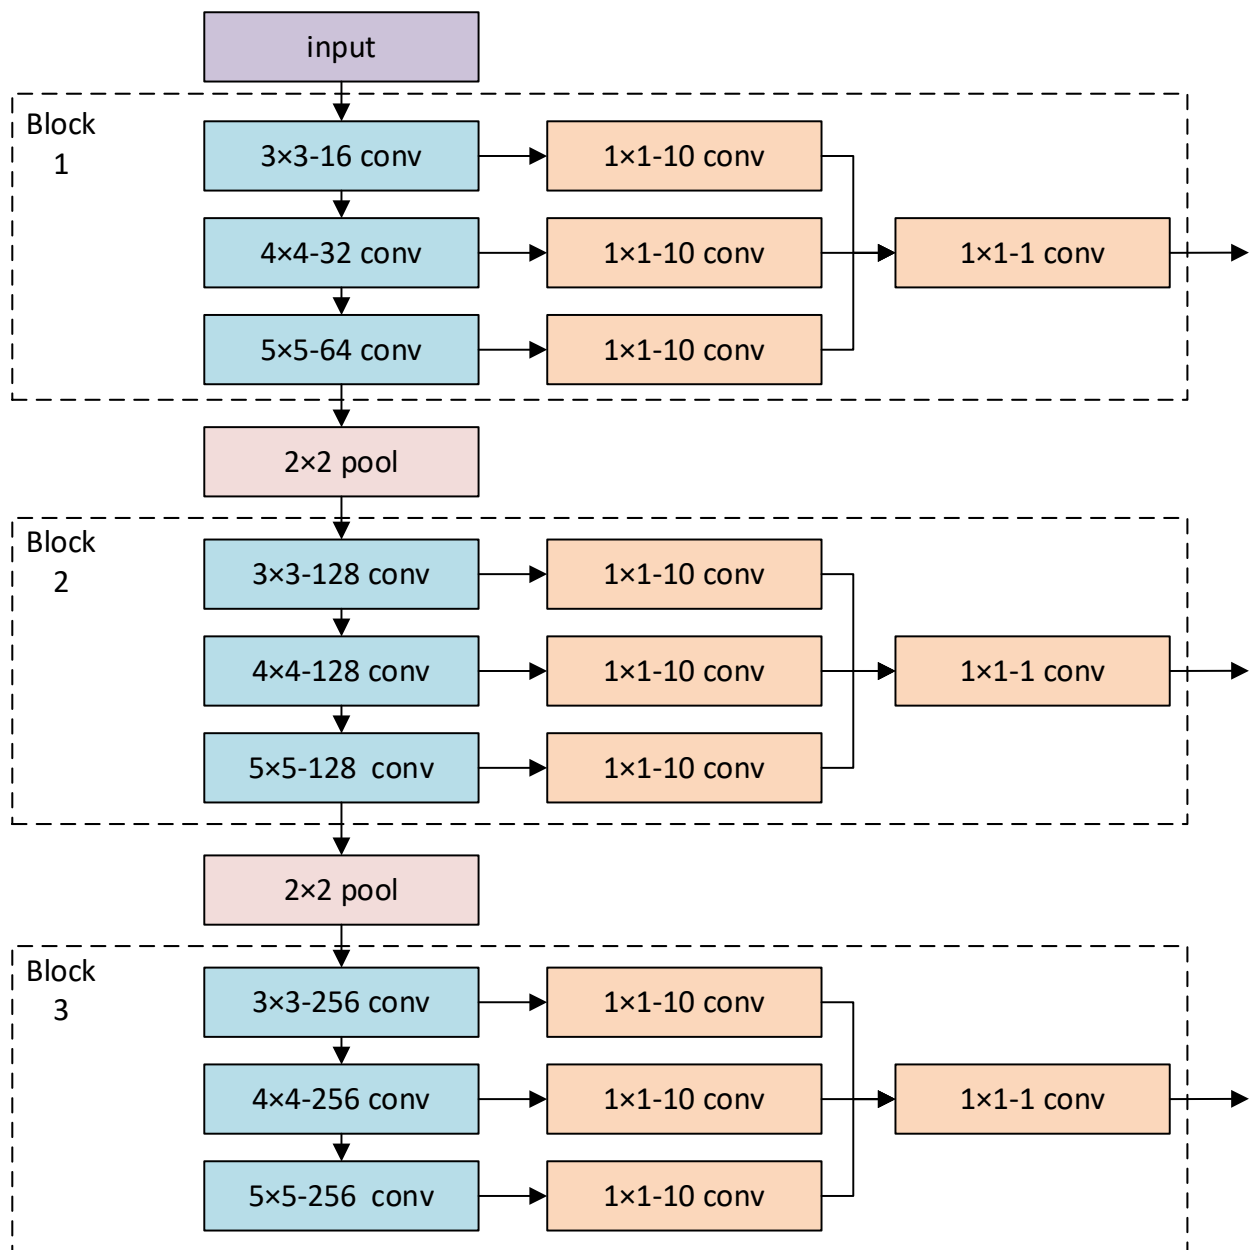 input
Block
1
3×3-16 conv
1×1-10 conv
4×4-32 conv
1×1-10 conv
1×1-1 conv
5×5-64 conv
1×1-10 conv
2×2 pool
Block
2
3×3-128 conv
1×1-10 conv
4×4-128 conv
1×1-10 conv
1×1-1 conv
5×5-128  conv
1×1-10 conv
2×2 pool
Block
3
3×3-256 conv
1×1-10 conv
4×4-256 conv
1×1-10 conv
1×1-1 conv
5×5-256  conv
1×1-10 conv